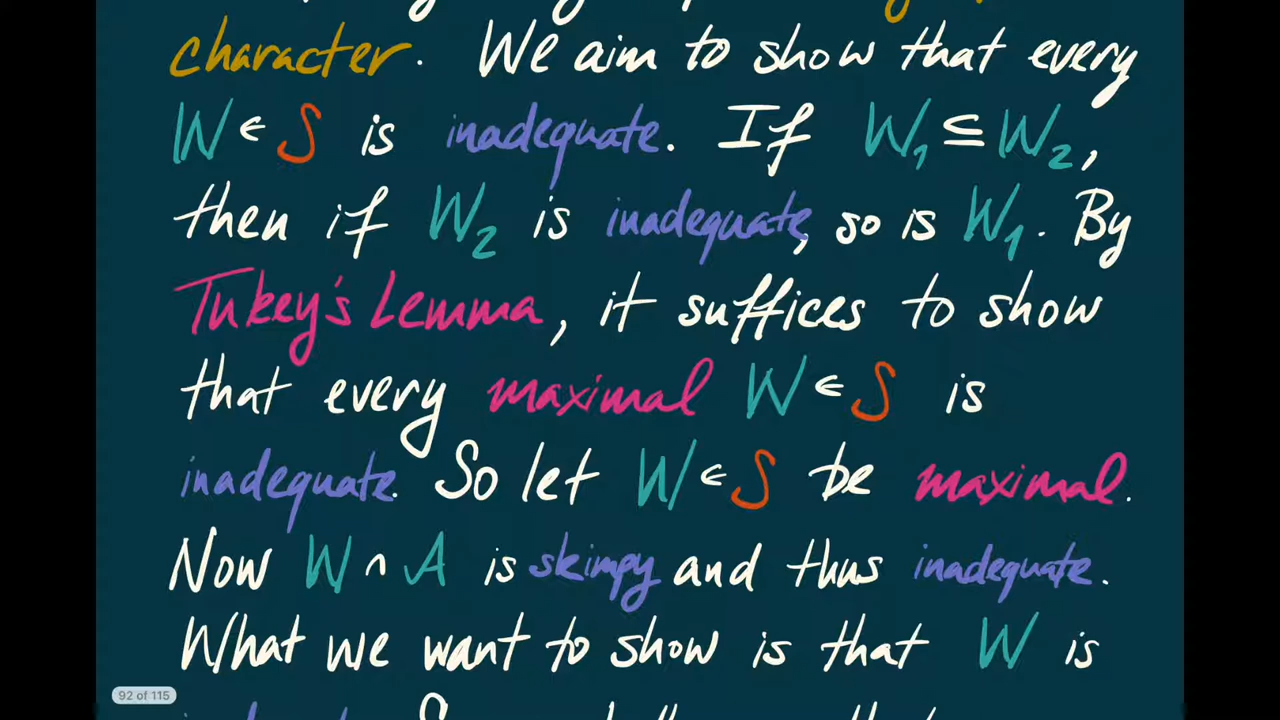 character. We aim to show that every
W ∈ S is inadequate. If W₁ ⊆ W₂,
then if W₂ is inadequate, so is W₁. By
Tukey's Lemma, it suffices to show
that every maximal W ∈ S is
inadequate. So let W ∈ S be maximal.
Now W ∩ A is skimpy and thus inadequate.
What we want to show is that W is
92 of 115